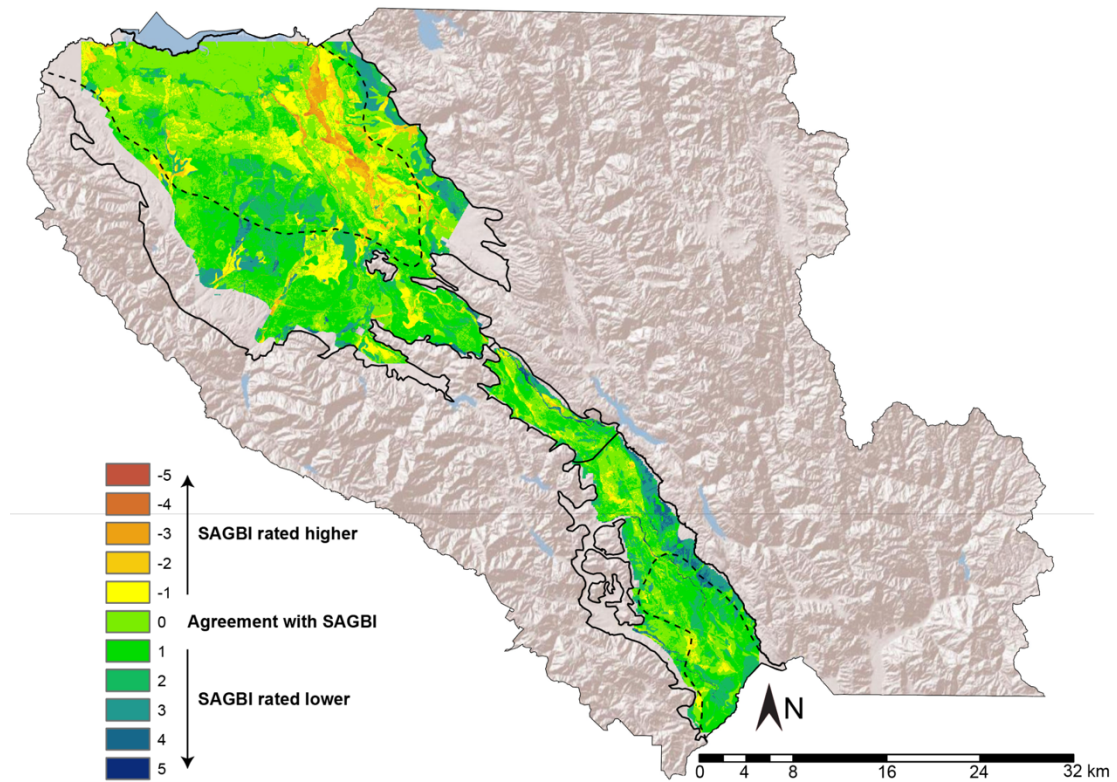 -5
-4
-3
SAGBI rated higher
-2
-1
0 Agreement with SAGBI
1
2
SAGBI rated lower
3
4
5
N
0 4 8 16 24 32 km